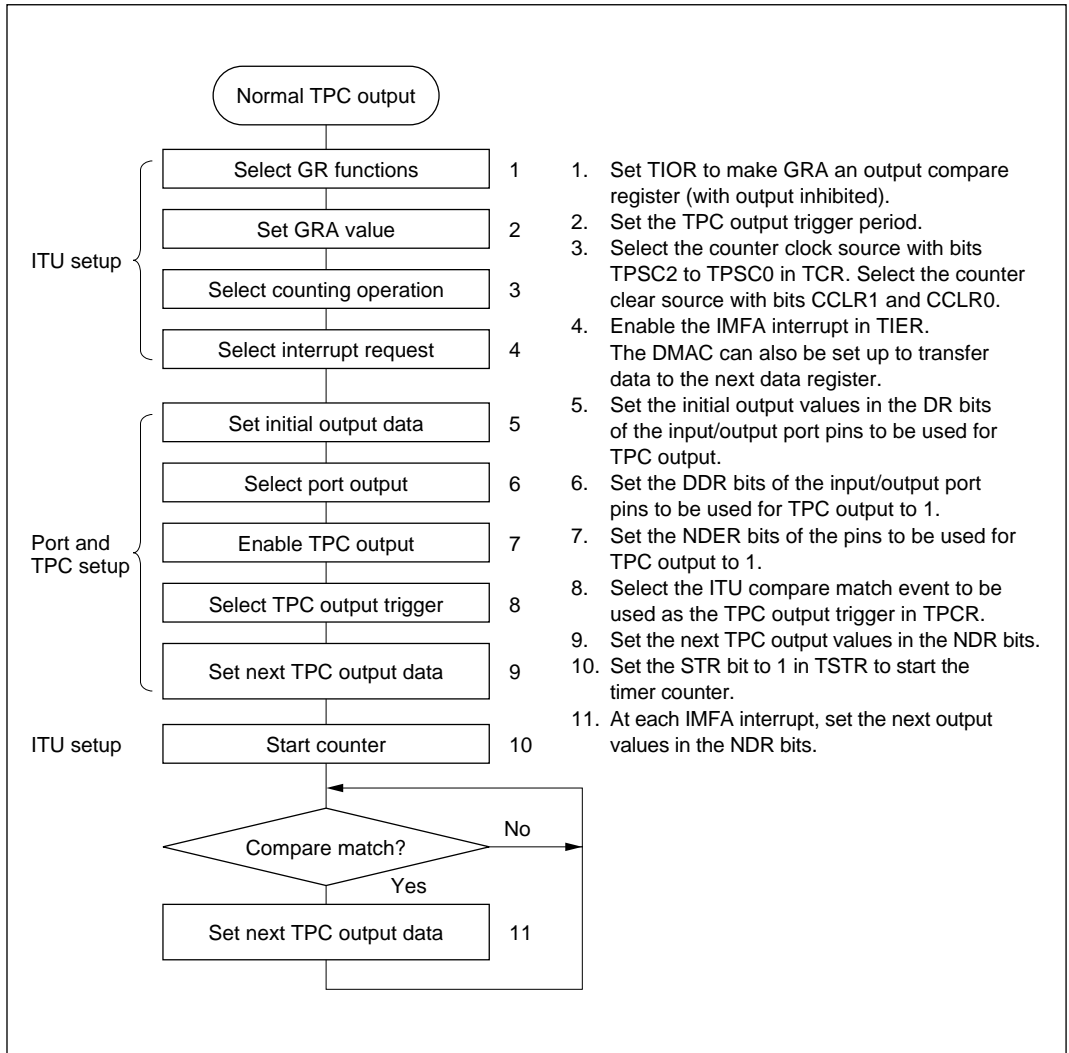 Normal TPC output
ITU setup
Select GR functions 1
Set GRA value 2
Select counting operation 3
Select interrupt request 4
Port and
TPC setup
Set initial output data 5
Select port output 6
Enable TPC output 7
Select TPC output trigger 8
Set next TPC output data 9
ITU setup
Start counter 10
Compare match?
No
Yes
Set next TPC output data 11
1. Set TIOR to make GRA an output compare
register (with output inhibited).
2. Set the TPC output trigger period.
3. Select the counter clock source with bits
TPSC2 to TPSC0 in TCR. Select the counter
clear source with bits CCLR1 and CCLR0.
4. Enable the IMFA interrupt in TIER.
The DMAC can also be set up to transfer
data to the next data register.
5. Set the initial output values in the DR bits
of the input/output port pins to be used for
TPC output.
6. Set the DDR bits of the input/output port
pins to be used for TPC output to 1.
7. Set the NDER bits of the pins to be used for
TPC output to 1.
8. Select the ITU compare match event to be
used as the TPC output trigger in TPCR.
9. Set the next TPC output values in the NDR bits.
10. Set the STR bit to 1 in TSTR to start the
timer counter.
11. At each IMFA interrupt, set the next output
values in the NDR bits.